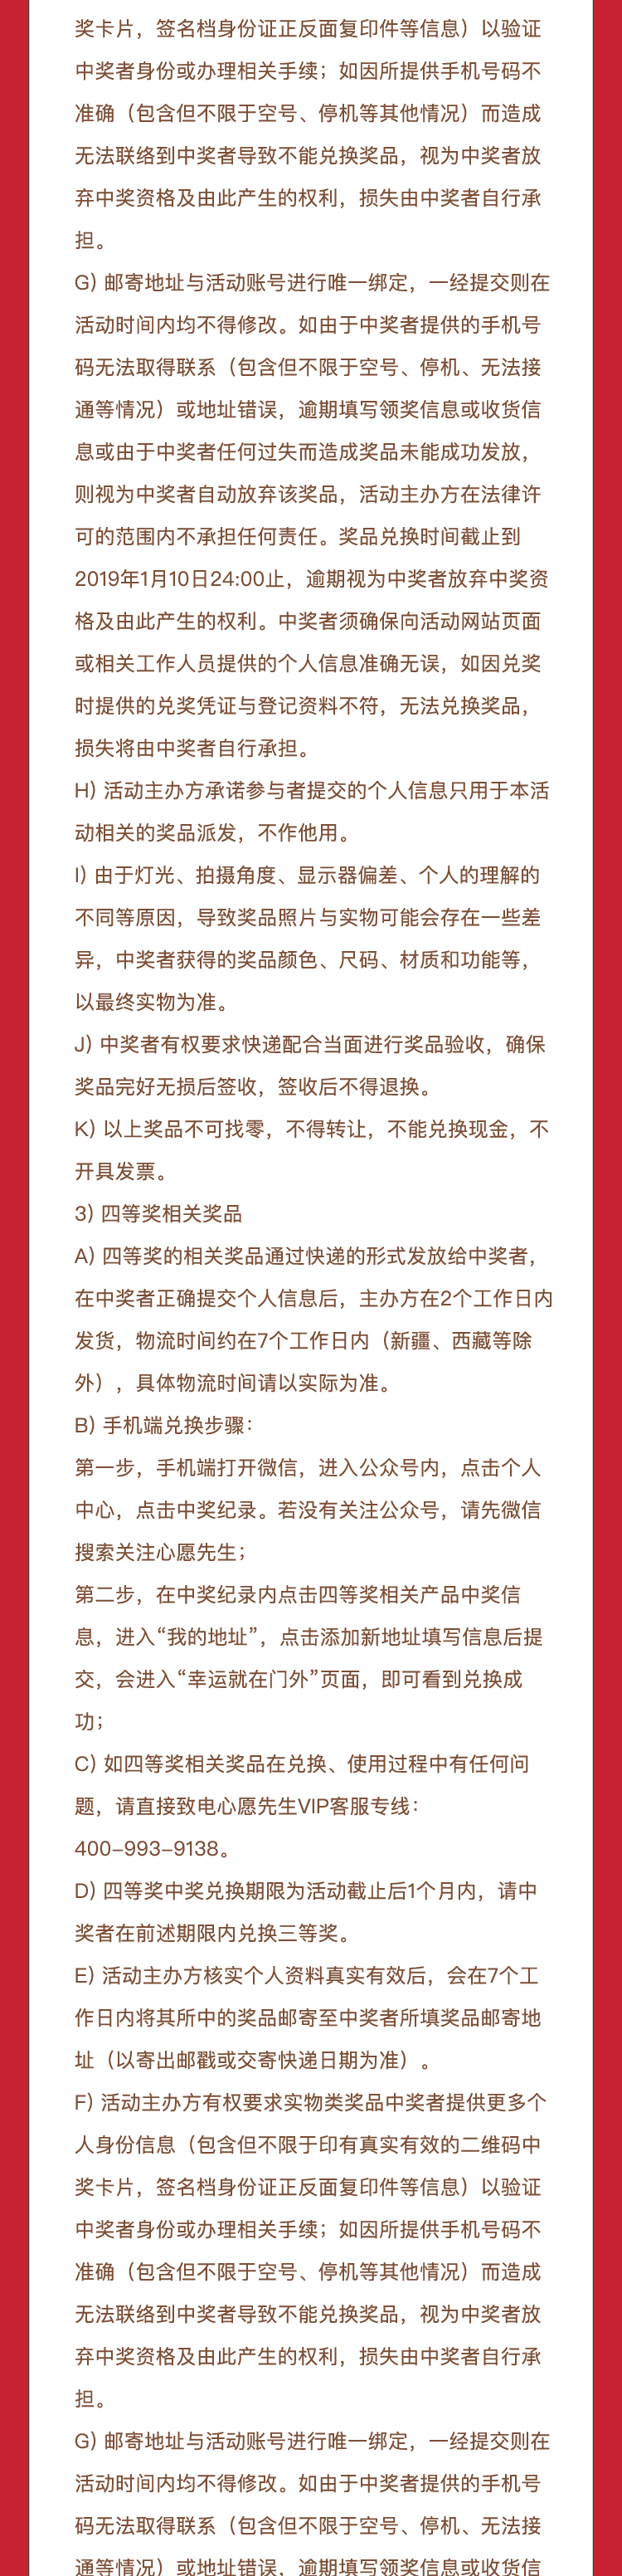 奖卡片，签名档身份证正反面复印件等信息）以验证
中奖者身份或办理相关手续；如因所提供手机号码不
准确（包含但不限于空号、停机等其他情况）而造成
无法联络到中奖者导致不能兑换奖品，视为中奖者放
弃中奖资格及由此产生的权利，损失由中奖者自行承
担。
G) 邮寄地址与活动账号进行唯一绑定，一经提交则在
活动时间内均不得修改。如由于中奖者提供的手机号
码无法取得联系（包含但不限于空号、停机、无法接
通等情况）或地址错误，逾期填写领奖信息或收货信
息或由于中奖者任何过失而造成奖品未能成功发放，
则视为中奖者自动放弃该奖品，活动主办方在法律许
可的范围内不承担任何责任。奖品兑换时间截止到
2019年1月10日24:00止，逾期视为中奖者放弃中奖资
格及由此产生的权利。中奖者须确保向活动网站页面
或相关工作人员提供的个人信息准确无误，如因兑奖
时提供的兑奖凭证与登记资料不符，无法兑换奖品，
损失将由中奖者自行承担。
H) 活动主办方承诺参与者提交的个人信息只用于本活
动相关的奖品派发，不作他用。
I) 由于灯光、拍摄角度、显示器偏差、个人的理解的
不同等原因，导致奖品照片与实物可能会存在一些差
异，中奖者获得的奖品颜色、尺码、材质和功能等，
以最终实物为准。
J) 中奖者有权要求快递配合当面进行奖品验收，确保
奖品完好无损后签收，签收后不得退换。
K) 以上奖品不可找零，不得转让，不能兑换现金，不
开具发票。
3) 四等奖相关奖品
A) 四等奖的相关奖品通过快递的形式发放给中奖者，
在中奖者正确提交个人信息后，主办方在2个工作日内
发货，物流时间约在7个工作日内（新疆、西藏等除
外），具体物流时间请以实际为准。
B) 手机端兑换步骤：
第一步，手机端打开微信，进入公众号内，点击个人
中心，点击中奖纪录。若没有关注公众号，请先微信
搜索关注心愿先生；
第二步，在中奖纪录内点击四等奖相关产品中奖信
息，进入“我的地址”，点击添加新地址填写信息后提
交，会进入“幸运就在门外”页面，即可看到兑换成
功；
C) 如四等奖相关奖品在兑换、使用过程中有任何问
题，请直接致电心愿先生VIP客服专线：
400-993-9138。
D) 四等奖中奖兑换期限为活动截止后1个月内，请中
奖者在前述期限内兑换三等奖。
E) 活动主办方核实个人资料真实有效后，会在7个工
作日内将其所中的奖品邮寄至中奖者所填奖品邮寄地
址（以寄出邮戳或交寄快递日期为准）。
F) 活动主办方有权要求实物类奖品中奖者提供更多个
人身份信息（包含但不限于印有真实有效的二维码中
奖卡片，签名档身份证正反面复印件等信息）以验证
中奖者身份或办理相关手续；如因所提供手机号码不
准确（包含但不限于空号、停机等其他情况）而造成
无法联络到中奖者导致不能兑换奖品，视为中奖者放
弃中奖资格及由此产生的权利，损失由中奖者自行承
担。
G) 邮寄地址与活动账号进行唯一绑定，一经提交则在
活动时间内均不得修改。如由于中奖者提供的手机号
码无法取得联系（包含但不限于空号、停机、无法接
通等情况）或地址错误，逾期填写领奖信息或收货信